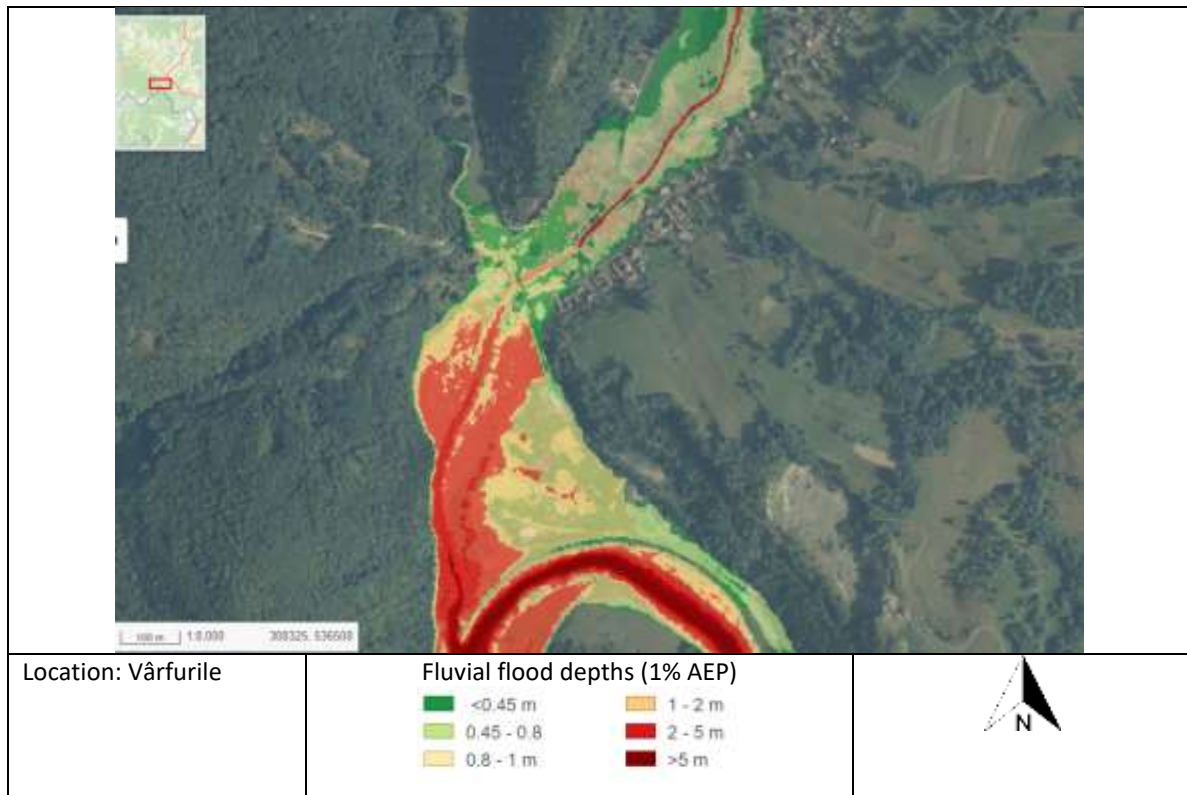 100 m 1:8.000 308325, 536508
Location: Vârfurile
Fluvial flood depths (1% AEP)
<0.45 m
0.45 - 0.8
0.8 - 1 m
1 - 2 m
2 - 5 m
>5 m
N